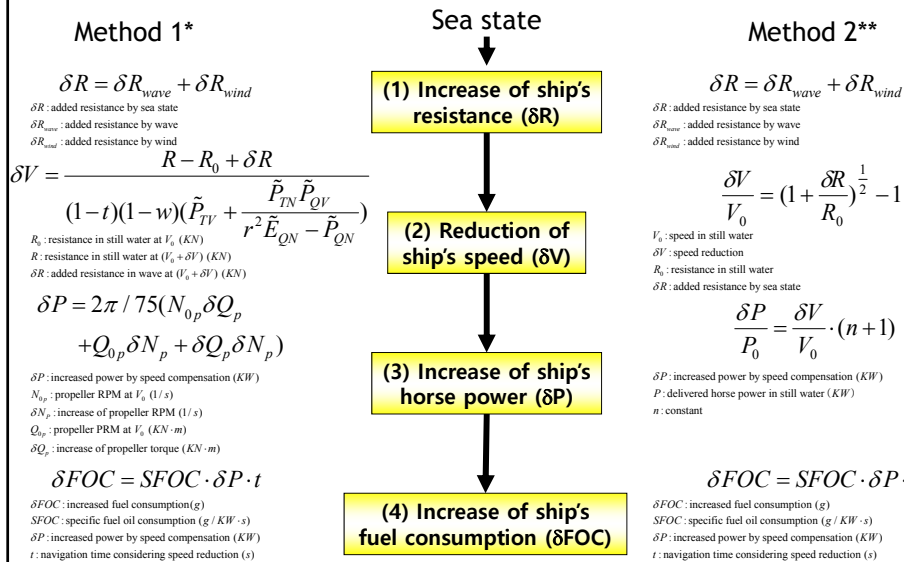 Method 1*
δR = δR_wave + δR_wind
δR : added resistance by sea state
δR_wave : added resistance by wave
δR_wind : added resistance by wind
δV = (R − R_0 + δR) / ((1−t)(1−w)(P̃_TV + (P̃_TN P̃_QV) / (r^2 Ẽ_QN − P̃_QN)))
R_0 : resistance in still water at V_0 (KN)
R : resistance in still water at (V_0 + δV) (KN)
δR : added resistance in wave at (V_0 + δV) (KN)
δP = 2π / 75(N_0p δQ_p
+Q_0p δN_p + δQ_p δN_p)
δP : increased power by speed compensation (KW)
N_0p : propeller RPM at V_0 (1/s)
δN_p : increase of propeller RPM (1/s)
Q_0p : propeller PRM at V_0 (KN·m)
δQ_p : increase of propeller torque (KN·m)
δFOC = SFOC · δP · t
δFOC : increased fuel consumption(g)
SFOC : specific fuel oil consumption (g / KW · s)
δP : increased power by speed compensation (KW)
t : navigation time considering speed reduction (s)
Sea state
(1) Increase of ship's
resistance (δR)
(2) Reduction of
ship's speed (δV)
(3) Increase of ship's
horse power (δP)
(4) Increase of ship's
fuel consumption (δFOC)
Method 2**
δR = δR_wave + δR_wind
δR : added resistance by sea state
δR_wave : added resistance by wave
δR_wind : added resistance by wind
δV/V_0 = (1 + δR/R_0)^(1/2) − 1
V_0 : speed in still water
δV : speed reduction
R_0 : resistance in still water
δR : added resistance by sea state
δP/P_0 = δV/V_0 · (n + 1)
δP : increased power by speed compensation (KW)
P : delivered horse power in still water (KW)
n : constant
δFOC = SFOC · δP ·
δFOC : increased fuel consumption (g)
SFOC : specific fuel oil consumption (g / KW · s)
δP : increased power by speed compensation (KW)
t : navigation time considering speed reduction (s)